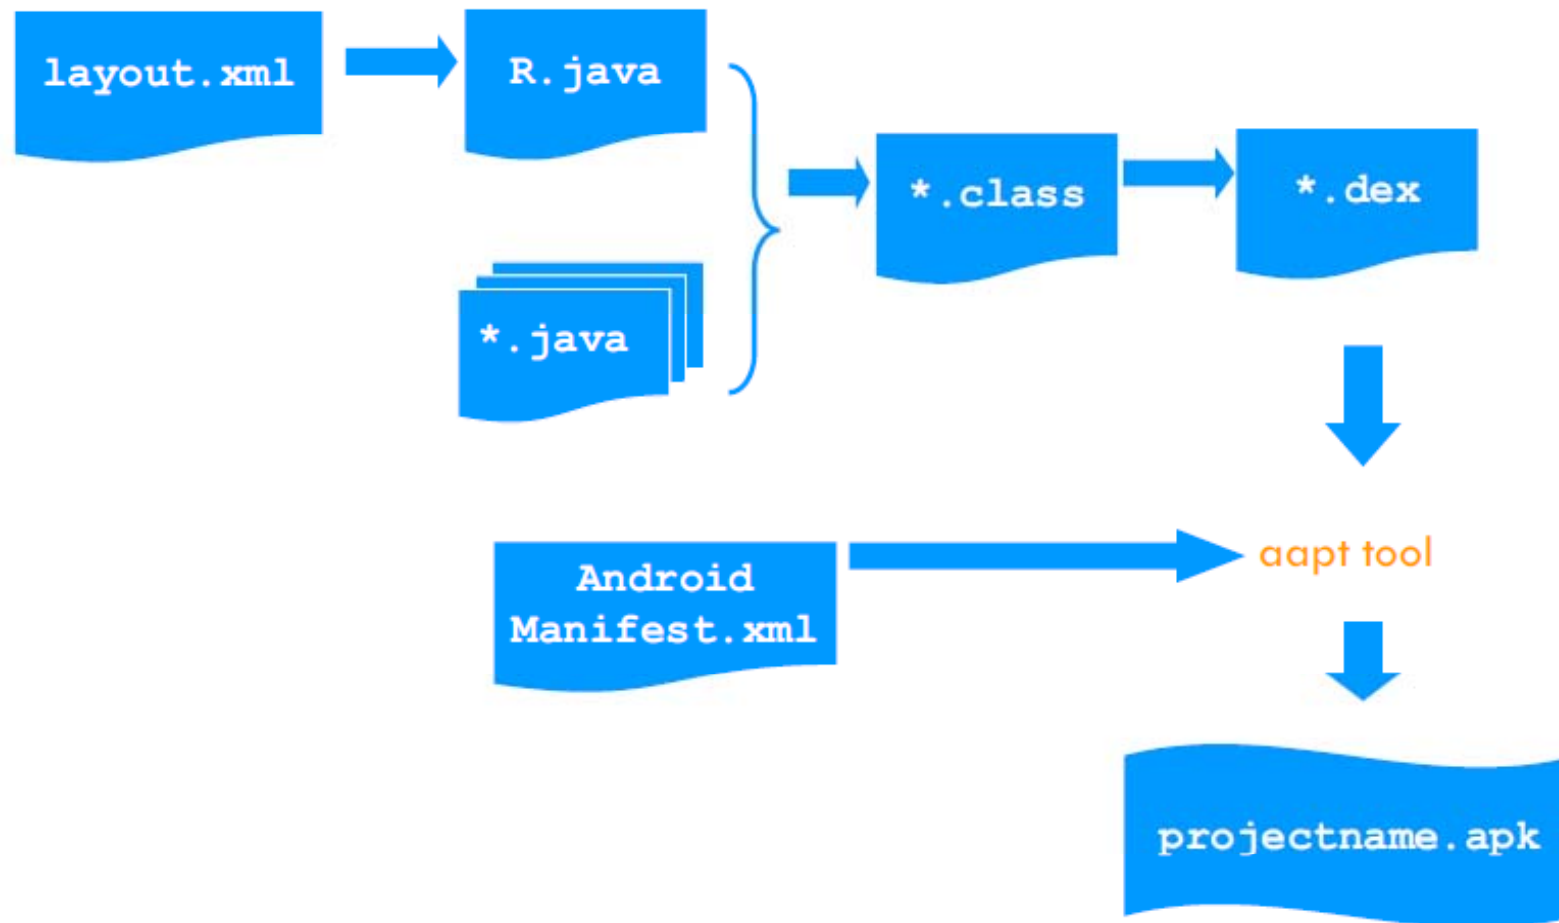 layout.xml
R.java
*.java
*.class
*.dex
Android
Manifest.xml
aapt tool
projectname.apk